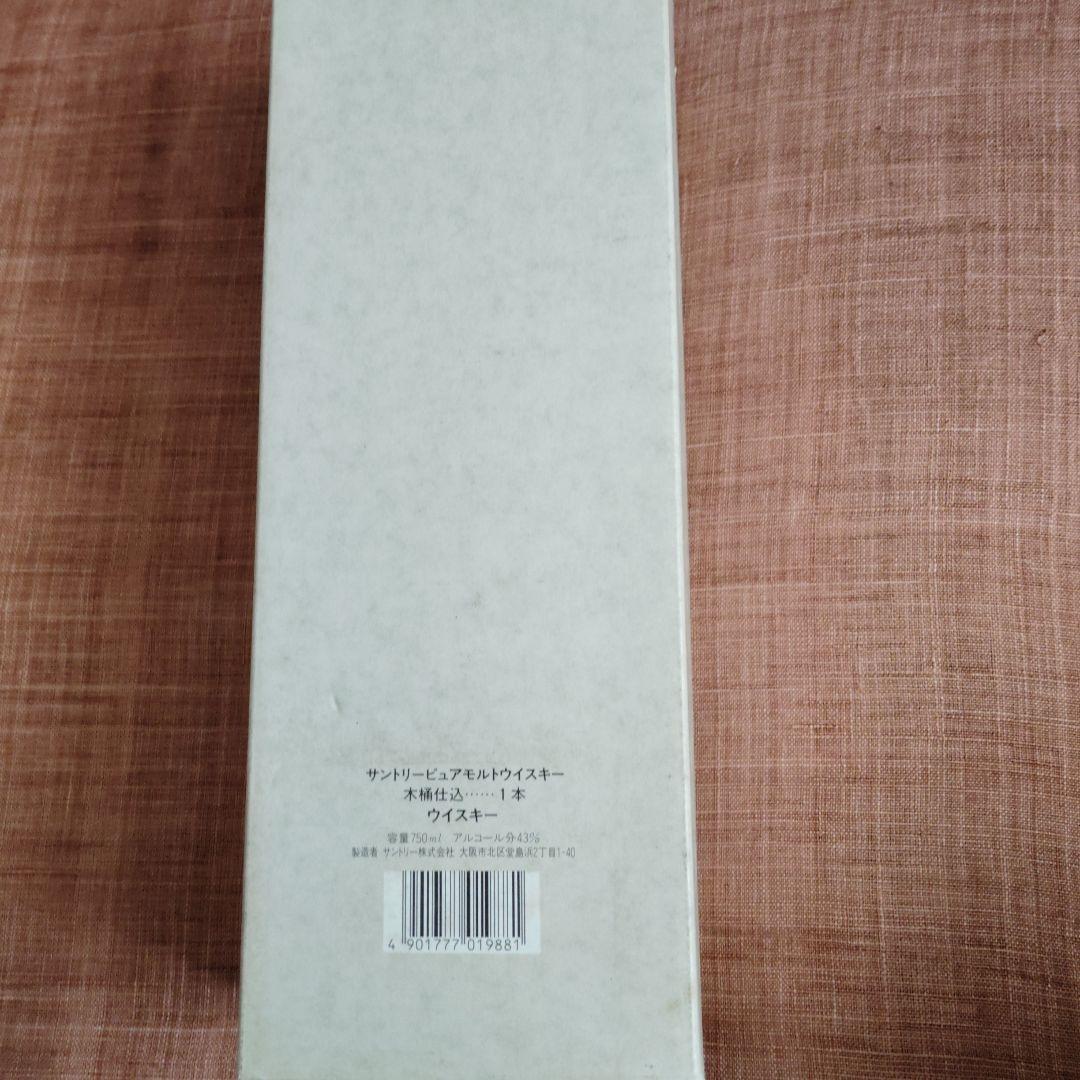 サントリーピュアモルトウイスキー
木桶仕込……1本
ウイスキー
容量750ml アルコール分43%
製造者 サントリー株式会社 大阪市北区堂島浜2丁目1-40
4 901777 019881